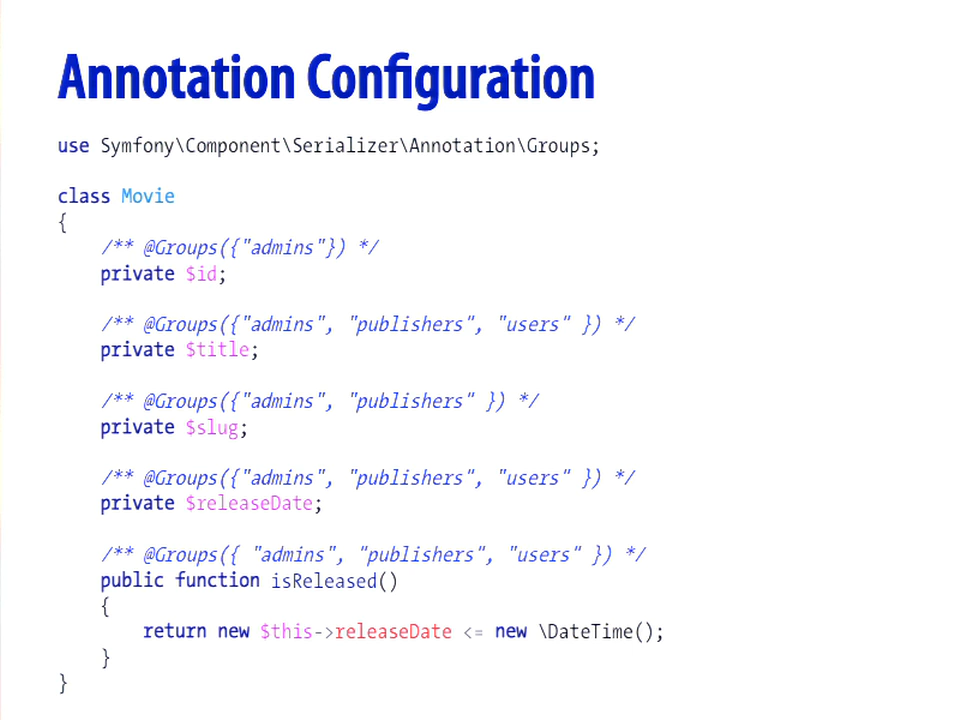 Annotation Configuration
use Symfony\Component\Serializer\Annotation\Groups;
class Movie
{
    /** @Groups({"admins"}) */
    private $id;
    /** @Groups({"admins", "publishers", "users" }) */
    private $title;
    /** @Groups({"admins", "publishers" }) */
    private $slug;
    /** @Groups({"admins", "publishers", "users" }) */
    private $releaseDate;
    /** @Groups({ "admins", "publishers", "users" }) */
    public function isReleased()
    {
        return new $this->releaseDate <= new \DateTime();
    }
}